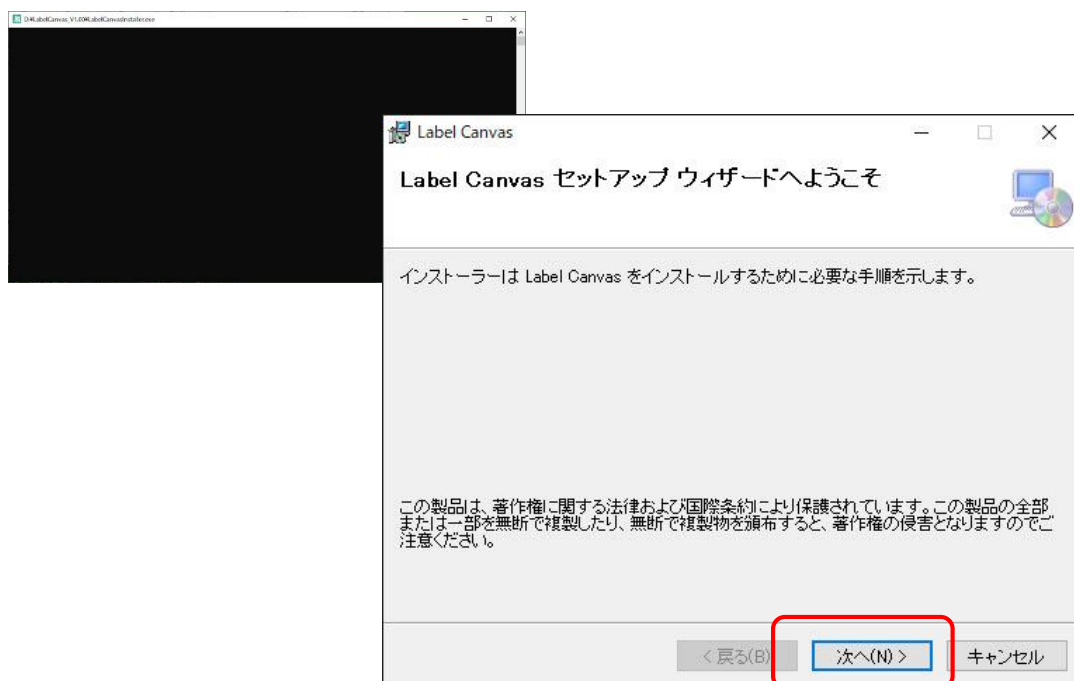 D:¥LabelCanvas_V1.00¥LabelCanvasInstaller.exe
Label Canvas
Label Canvas セットアップ ウィザードへようこそ
インストーラーは Label Canvas をインストールするために必要な手順を示します。
この製品は、著作権に関する法律および国際条約により保護されています。この製品の全部
または一部を無断で複製したり、無断で複製物を頒布すると、著作権の侵害となりますのでご
注意ください。
< 戻る(B)
次へ(N) >
キャンセル